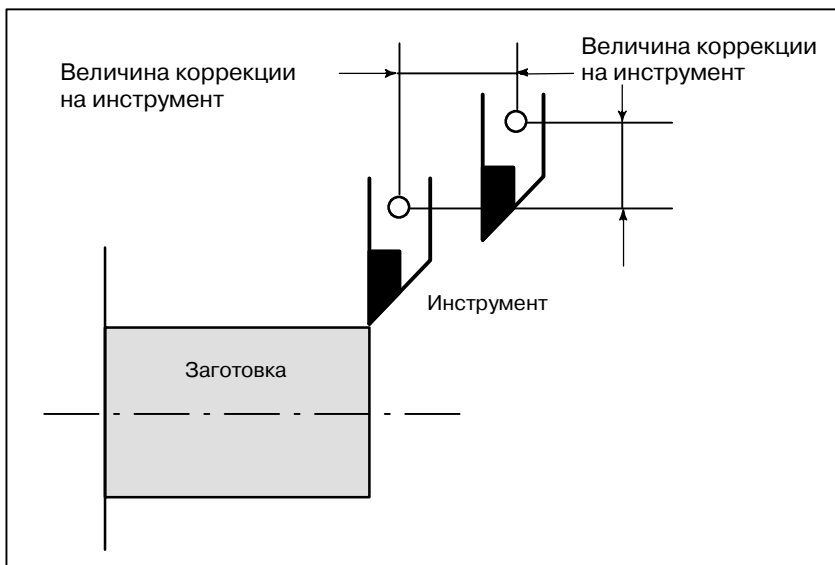 Величина коррекции
на инструмент
Величина коррекции
на инструмент
Инструмент
Заготовка